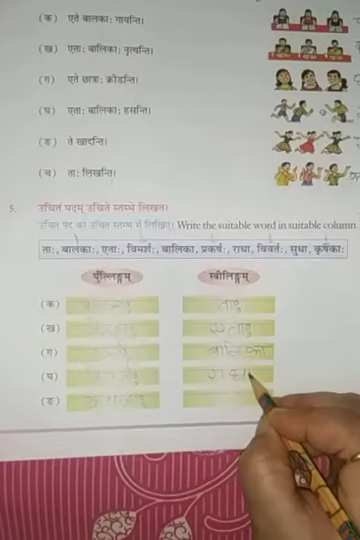 (क) एते बालका: गायन्ति।
(ख) एता: बालिका: नृत्यन्ति।
(ग) एते छात्रा: क्रीडन्ति।
(घ) एता: बालिका: हसन्ति।
(ङ) ते खादन्ति।
(च) ता: लिखन्ति।
5. उचितं पदम् उचिते स्तम्भे लिखत।
उचित पद को उचित स्तम्भ में लिखिए। Write the suitable word in suitable column.
ता:, बालका:, एता:, विमर्श:, बालिका, प्रकर्ष:, राधा, विवर्त:, सुधा, कृषका:
पुँल्लिङ्गम् स्त्रीलिङ्गम्
(क) ता:
(ख) एता:
(ग) बालिका
(घ) राधा
(ङ)